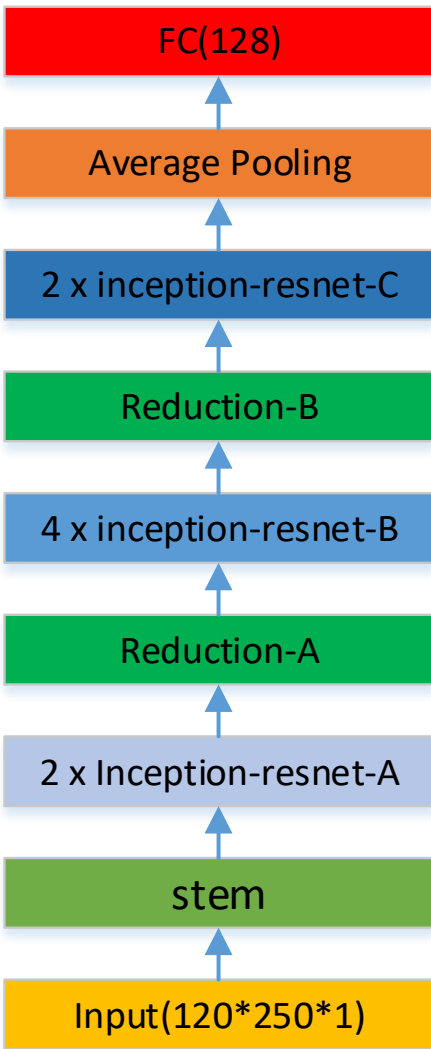 FC(128)
Average Pooling
2 x inception-resnet-C
Reduction-B
4 x inception-resnet-B
Reduction-A
2 x Inception-resnet-A
stem
Input(120*250*1)